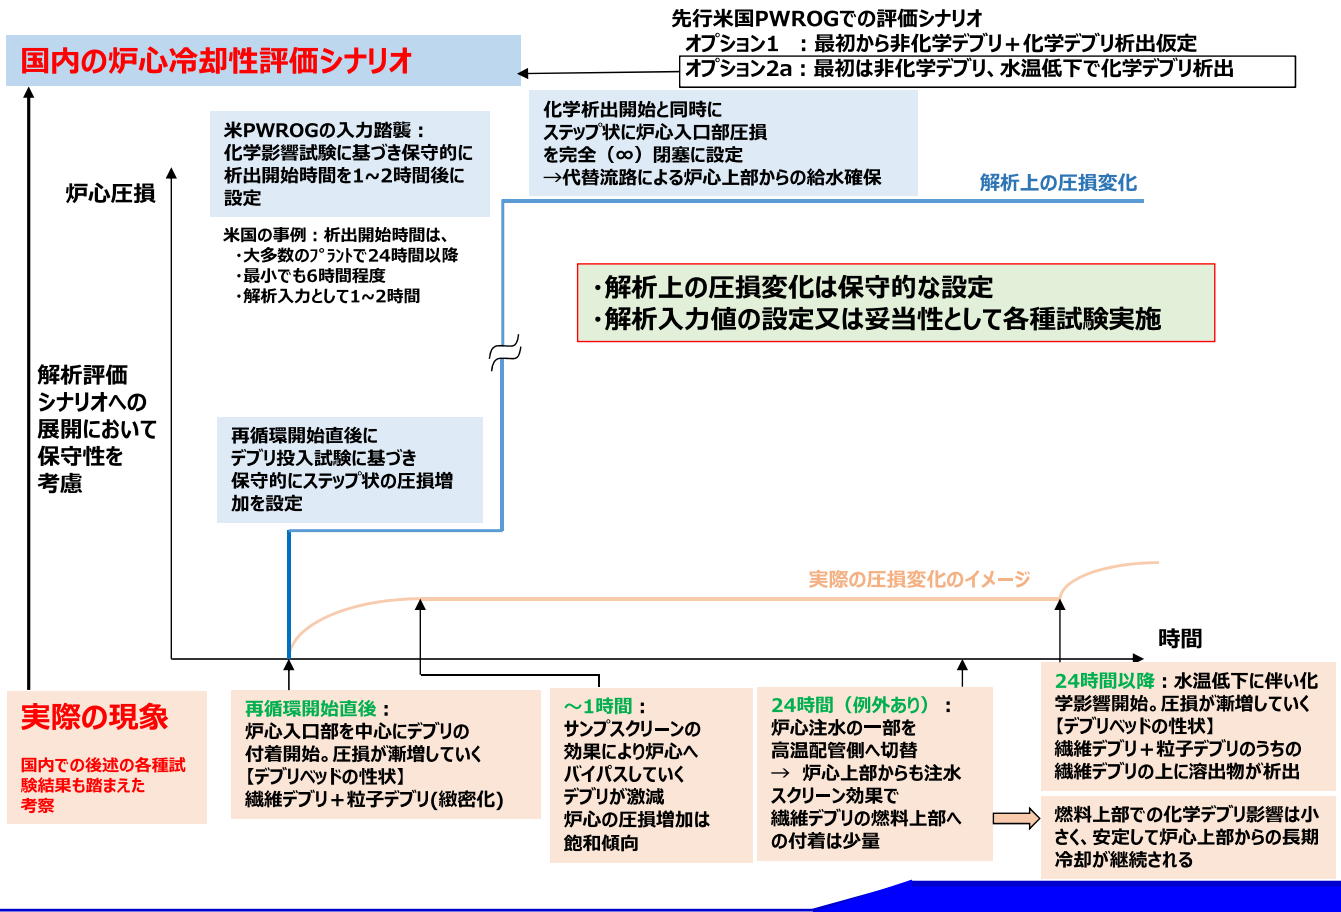 先行米国PWROGでの評価シナリオ
オプション1　：最初から非化学デブリ＋化学デブリ析出仮定
オプション2a：最初は非化学デブリ、水温低下で化学デブリ析出
国内の炉心冷却性評価シナリオ
米PWROGの入力踏襲：
化学影響試験に基づき保守的に
析出開始時間を1~2時間後に
設定
化学析出開始と同時に
ステップ状に炉心入口部圧損
を完全（∞）閉塞に設定
→代替流路による炉心上部からの給水確保
炉心圧損
解析上の圧損変化
米国の事例：析出開始時間は、
・大多数のプラントで24時間以降
・最小でも6時間程度
・解析入力として1~2時間
・解析上の圧損変化は保守的な設定
・解析入力値の設定又は妥当性として各種試験実施
解析評価
シナリオへの
展開において
保守性を
考慮
再循環開始直後に
デブリ投入試験に基づき
保守的にステップ状の圧損増
加を設定
実際の圧損変化のイメージ
時間
実際の現象
国内での後述の各種試
験結果も踏まえた
考察
再循環開始直後：
炉心入口部を中心にデブリの
付着開始。圧損が漸増していく
【デブリベッドの性状】
繊維デブリ＋粒子デブリ(緻密化)
～1時間：
サンプスクリーンの
効果により炉心へ
バイパスしていく
デブリが激減
炉心の圧損増加は
飽和傾向
24時間（例外あり）：
炉心注水の一部を
高温配管側へ切替
→ 炉心上部からも注水
スクリーン効果で
繊維デブリの燃料上部へ
の付着は少量
24時間以降：水温低下に伴い化
学影響開始。圧損が漸増していく
【デブリベッドの性状】
繊維デブリ＋粒子デブリのうちの
繊維デブリの上に溶出物が析出
燃料上部での化学デブリ影響は小
さく、安定して炉心上部からの長期
冷却が継続される